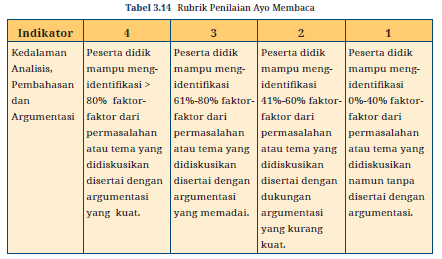 Tabel 3.14 Rubrik Penilaian Ayo Membaca
Indikator 4 3 2 1
Kedalaman
Analisis,
Pembahasan
dan
Argumentasi
Peserta didik
mampu meng-
identifikasi >
80% faktor-
faktor dari
permasalahan
atau tema yang
didiskusikan
disertai dengan
argumentasi
yang kuat.
Peserta didik
mampu meng-
identifikasi
61%-80% faktor-
faktor dari
permasalahan
atau tema yang
didiskusikan
disertai dengan
argumentasi
yang memadai.
Peserta didik
mampu meng-
identifikasi
41%-60% faktor-
faktor dari
permasalahan
atau tema yang
didiskusikan
disertai dengan
dukungan
argumentasi
yang kurang
kuat.
Peserta didik
mampu meng-
identifikasi
0%-40% faktor-
faktor dari
permasalahan
atau tema yang
didiskusikan
namun tanpa
disertai dengan
argumentasi.